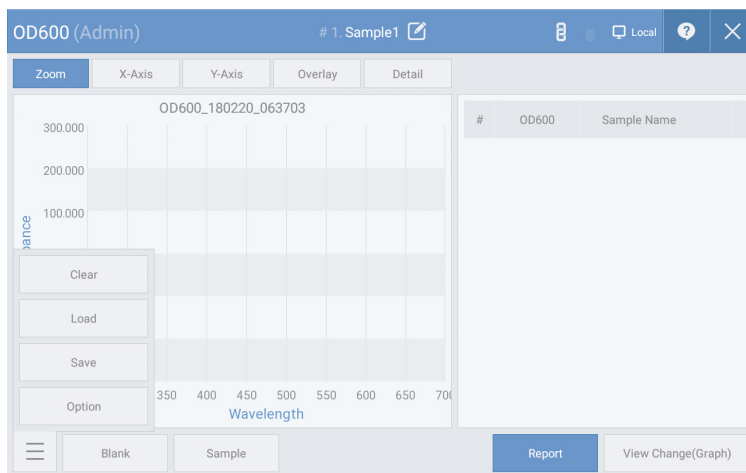 OD600 (Admin)
# 1. Sample1
Local
?
Zoom
X-Axis
Y-Axis
Overlay
Detail
OD600_180220_063703
300.000
200.000
100.000
# OD600 Sample Name
Clear
Load
Save
Option
350 400 450 500 550 600 650 700
Wavelength
Blank
Sample
Report
View Change(Graph)